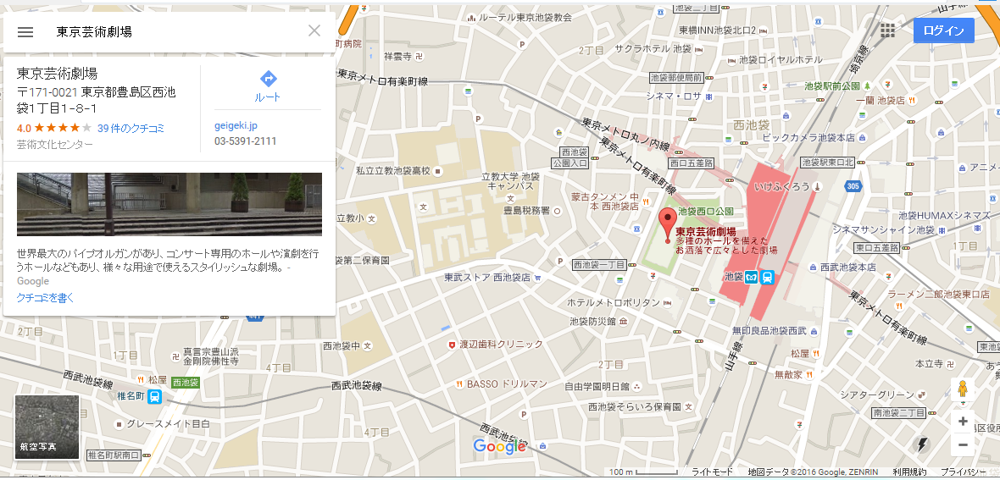 東京芸術劇場
東京芸術劇場
〒171-0021 東京都豊島区西池
袋1丁目1-8-1
4.0 39 件のクチコミ
芸術文化センター
ルート
geigeki.jp
03-5391-2111
世界最大のパイプオルガンがあり、コンサート専用のホールや演劇を行
うホールなどもあり、様々な用途で使えるスタイリッシュな劇場。 -
Google
クチコミを書く
ログイン
ルーテル東京池袋教会
池袋二丁目
山手線
町病院
祥雲寺
2丁目
東横INN池袋北口2
サクラホテル 池袋
池袋ロイヤルホテル
埼京線
東京メトロ有楽町線
池袋郵便局前
シネマ・ロサ
池袋駅前公園
一蘭 池袋店
西池袋
ビックカメラ池袋本店
東京メトロ丸ノ内線
東京メトロ有楽町線
西池袋
公園入口
西口五差路
池袋駅東口北
アニメ
私立立教池袋高校
立教大学 池袋
キャンパス
豊島税務署
蒙古タンメン 中
本 西池袋店
池袋西口公園
いけふくろう
305
池袋HUMAXシネマズ
シネマサンシャイン池袋
東口五差路
立教小
東京芸術劇場
多種のホールを備えた
お洒落で広々とした劇場
袋第二保育園
西池袋一丁目
東武ストア 西池袋店
池袋
西武池袋本店
ラーメン二郎池袋東口店
東京メトロ有楽町線
ホテルメトロポリタン
池袋防災館
無印良品池袋西武
441
2丁目
1丁目
真言宗豊山派
金剛院佛性寺
西池袋中
渡辺歯科クリニック
4丁目
4丁目
2丁目
山手線
松屋
無敵家
本立寺
東池
西武池袋線
松屋
西池袋
椎名町
西武池袋線
BASSO ドリルマン
自由学園明日館
西池袋そらいろ保育園
シアターグリーン
南池袋二丁目
グレースメイト目白
航空写真
椎名町駅南口
西武池袋線
Google
区役所
100 m
ライトモード
地図データ©2016 Google, ZENRIN
利用規約
プライバシー